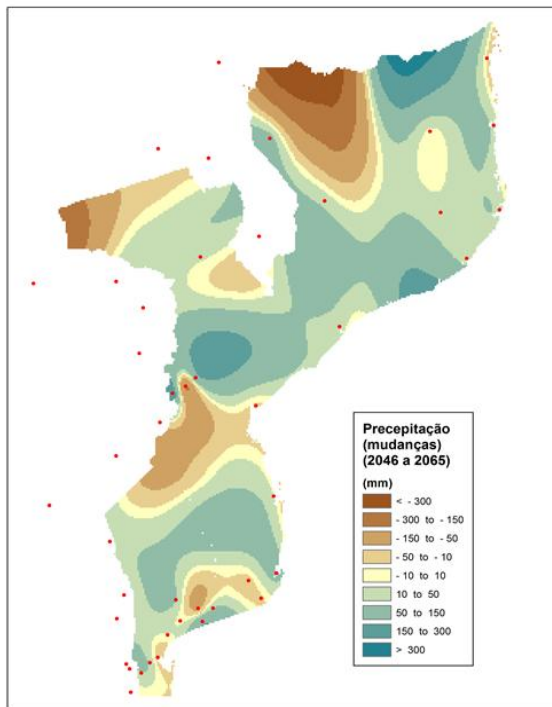 Precepitação
(mudanças)
(2046 a 2065)
(mm)
< - 300
- 300 to - 150
- 150 to - 50
- 50 to - 10
- 10 to 10
10 to 50
50 to 150
150 to 300
> 300